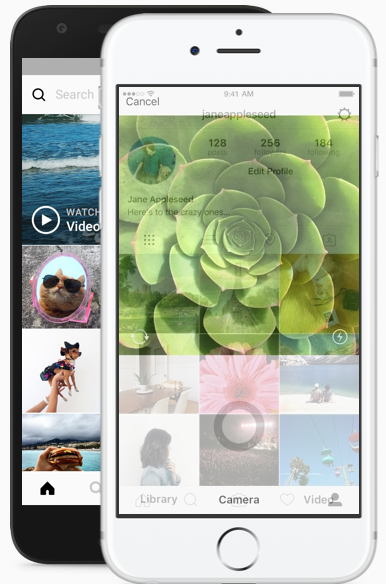 Search
WATCH
Video
9:41 AM
Cancel
janeappleseed
128 256 184
posts followers following
Edit Profile
Jane Appleseed
Here's to the crazy ones...
Library Camera Video